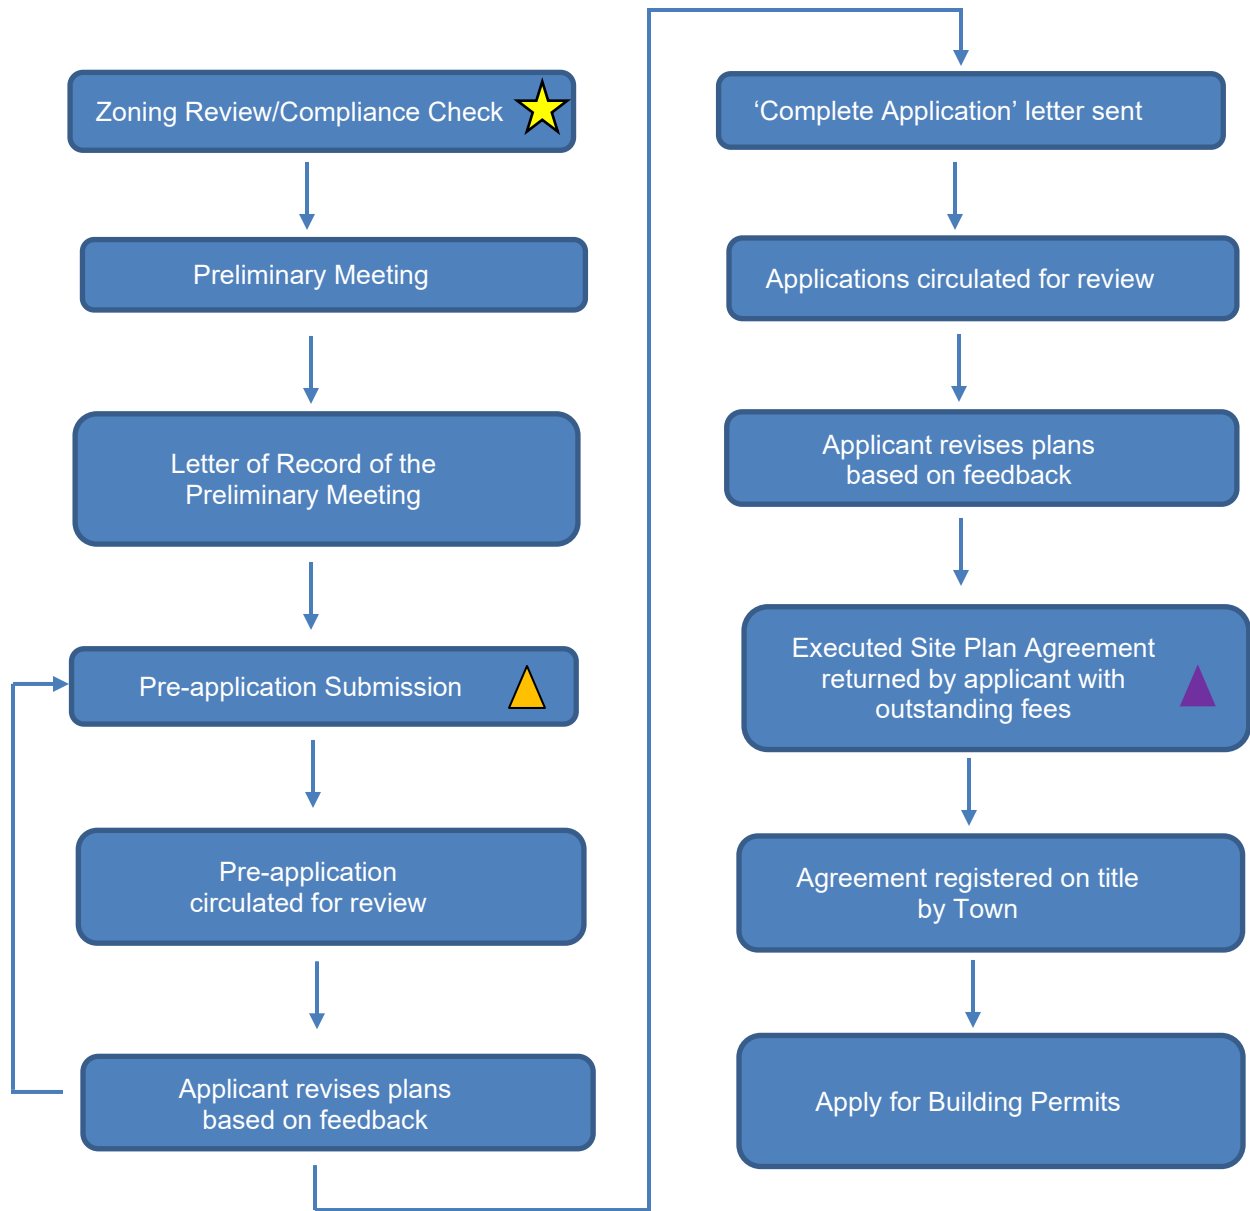 Zoning Review/Compliance Check
Preliminary Meeting
Letter of Record of the
Preliminary Meeting
Pre-application Submission
Pre-application
circulated for review
Applicant revises plans
based on feedback
‘Complete Application’ letter sent
Applications circulated for review
Applicant revises plans
based on feedback
Executed Site Plan Agreement
returned by applicant with
outstanding fees
Agreement registered on title
by Town
Apply for Building Permits